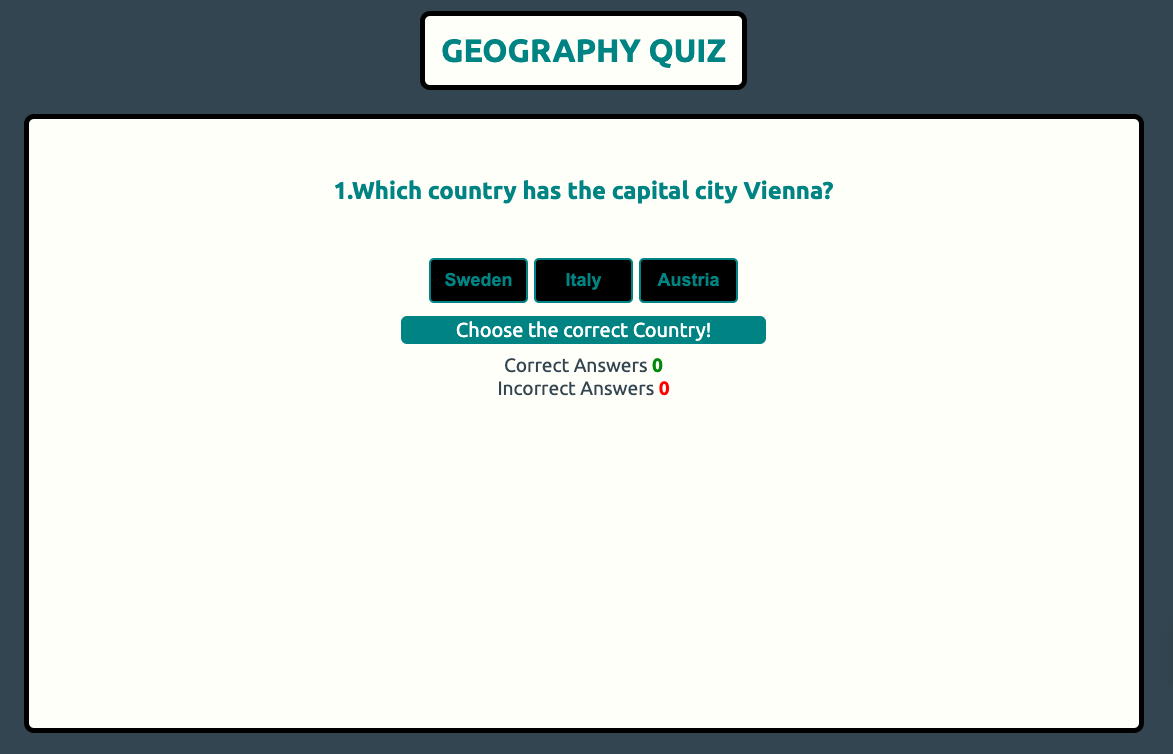 GEOGRAPHY QUIZ
1.Which country has the capital city Vienna?
Sweden Italy Austria
Choose the correct Country!
Correct Answers 0
Incorrect Answers 0